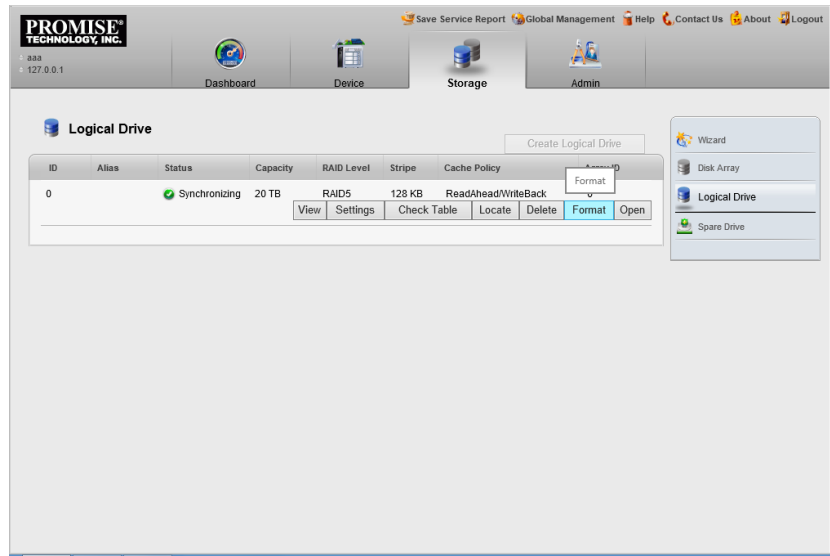 PROMISE®
TECHNOLOGY, INC.
Save Service Report Global Management Help Contact Us About Logout
aaa
127.0.0.1
Dashboard Device Storage Admin
Logical Drive
Create Logical Drive
ID Alias Status Capacity RAID Level Stripe Cache Policy
Format
0 Synchronizing 20 TB RAID5 128 KB ReadAhead/WriteBack 0
View Settings Check Table Locate Delete Format Open
Wizard
Disk Array
Logical Drive
Spare Drive